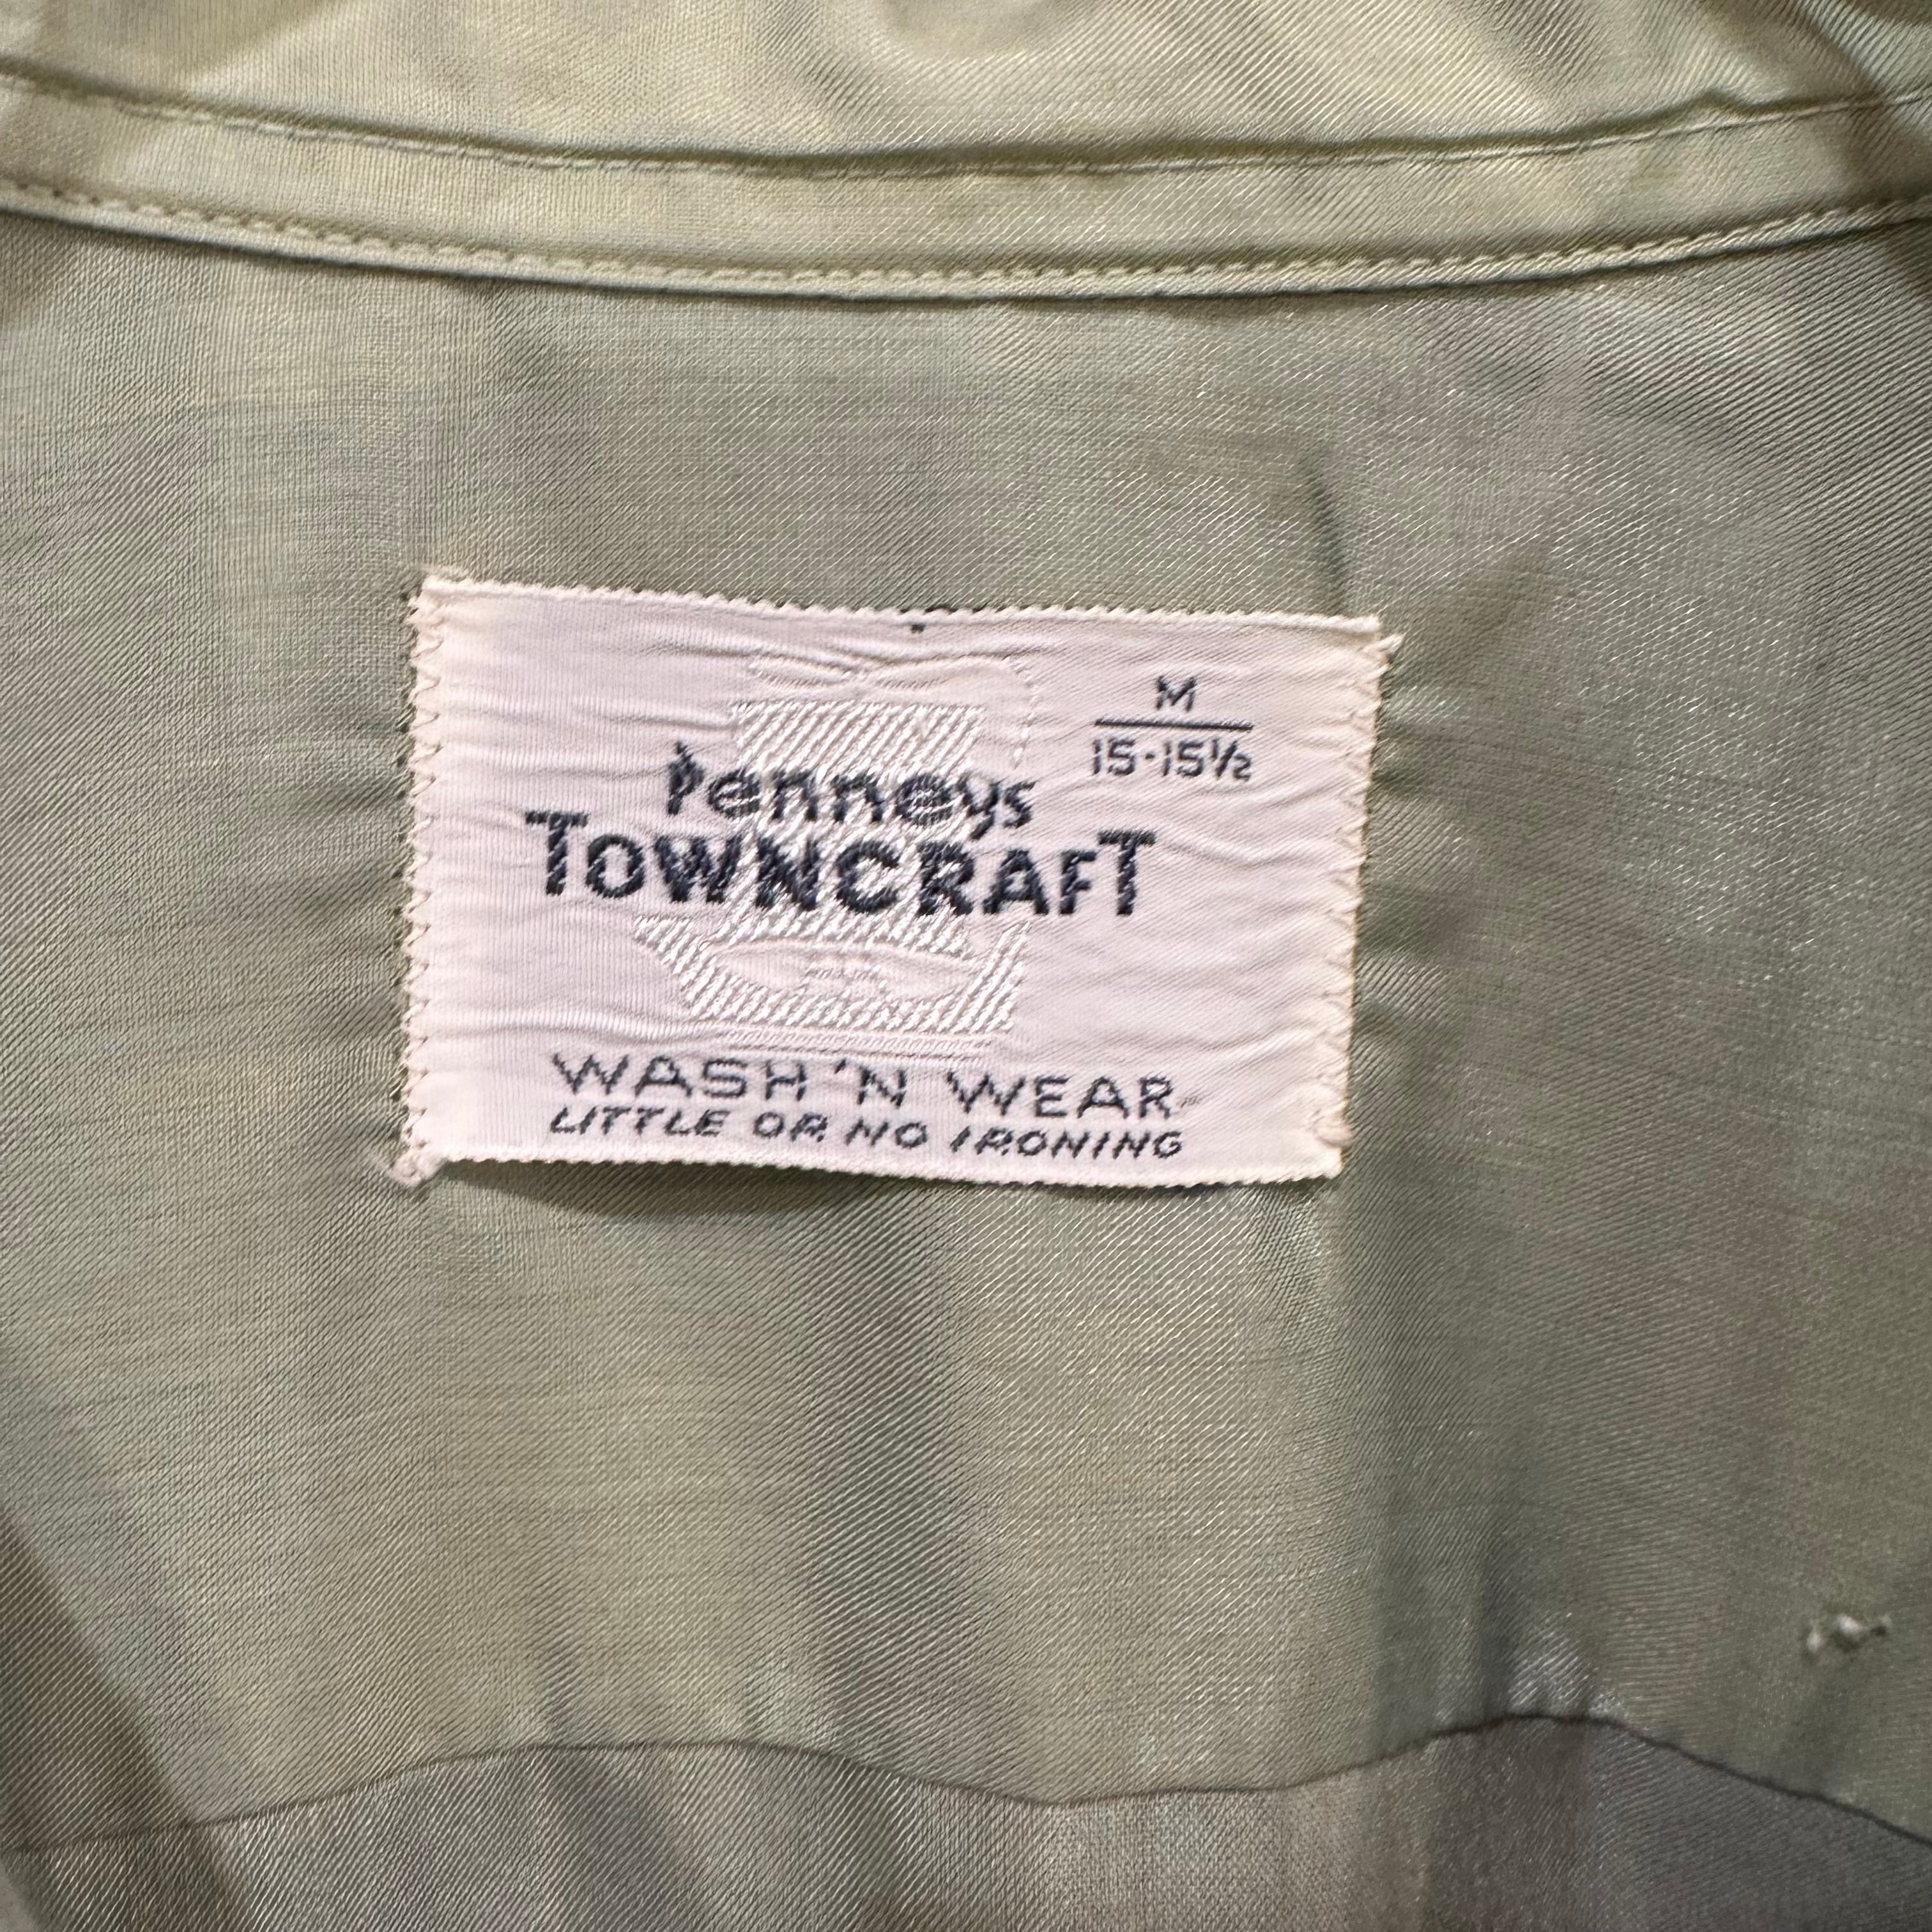 M
15-15½
Penneys
TOWNCRAFT
WASH 'N WEAR
LITTLE OR NO IRONING